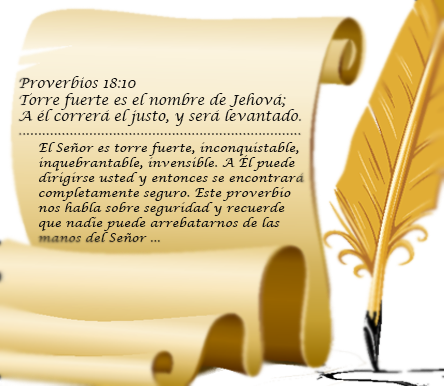 Proverbios 18:10
Torre fuerte es el nombre de Jehová;
A él correrá el justo, y será levantado.
El Señor es torre fuerte, inconquistable,
inquebrantable, invensible. A Él puede
dirigirse usted y entonces se encontrará
completamente seguro. Este proverbio
nos habla sobre seguridad y recuerde
que nadie puede arrebatarnos de las
manos del Señor ...